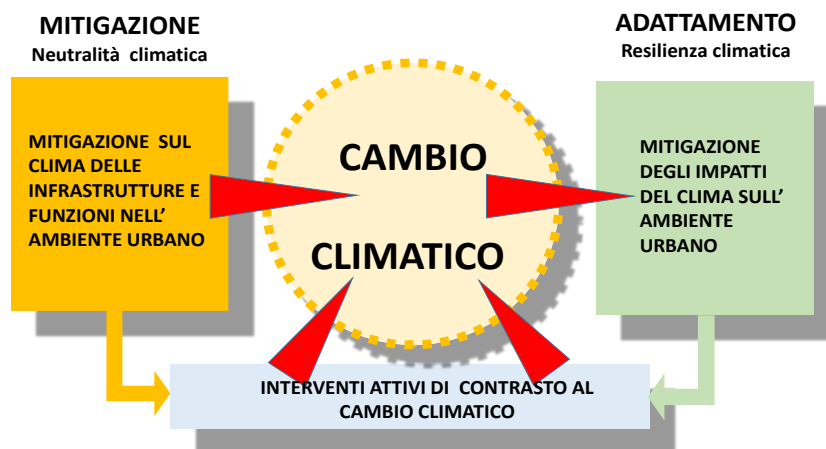 MITIGAZIONE
Neutralità climatica
ADATTAMENTO
Resilienza climatica
MITIGAZIONE SUL
CLIMA DELLE
INFRASTRUTTURE E
FUNZIONI NELL'
AMBIENTE URBANO
CAMBIO
CLIMATICO
MITIGAZIONE
DEGLI IMPATTI
DEL CLIMA SULL'
AMBIENTE
URBANO
INTERVENTI ATTIVI DI CONTRASTO AL
CAMBIO CLIMATICO